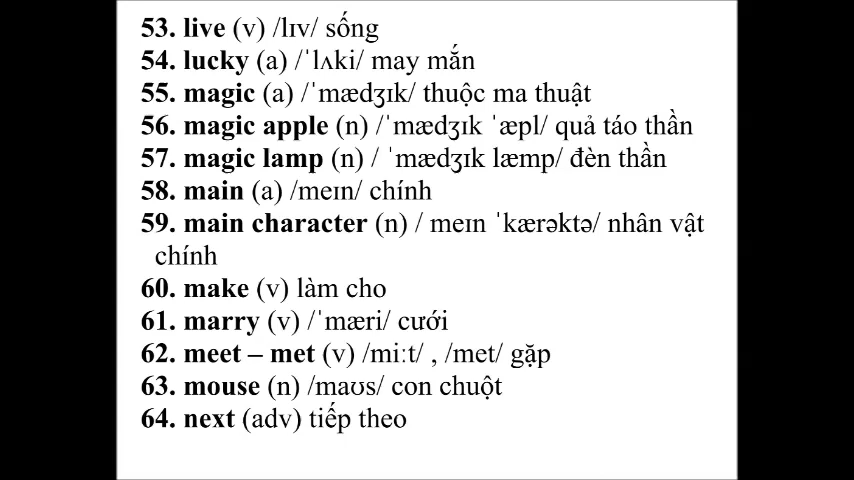 53. live (v) /lɪv/ sống
54. lucky (a) /ˈlʌki/ may mắn
55. magic (a) /ˈmædʒɪk/ thuộc ma thuật
56. magic apple (n) /ˈmædʒɪk ˈæpl/ quả táo thần
57. magic lamp (n) / ˈmædʒɪk læmp/ đèn thần
58. main (a) /meɪn/ chính
59. main character (n) / meɪn ˈkærəktə/ nhân vật
chính
60. make (v) làm cho
61. marry (v) /ˈmæri/ cưới
62. meet – met (v) /miːt/ , /met/ gặp
63. mouse (n) /maʊs/ con chuột
64. next (adv) tiếp theo